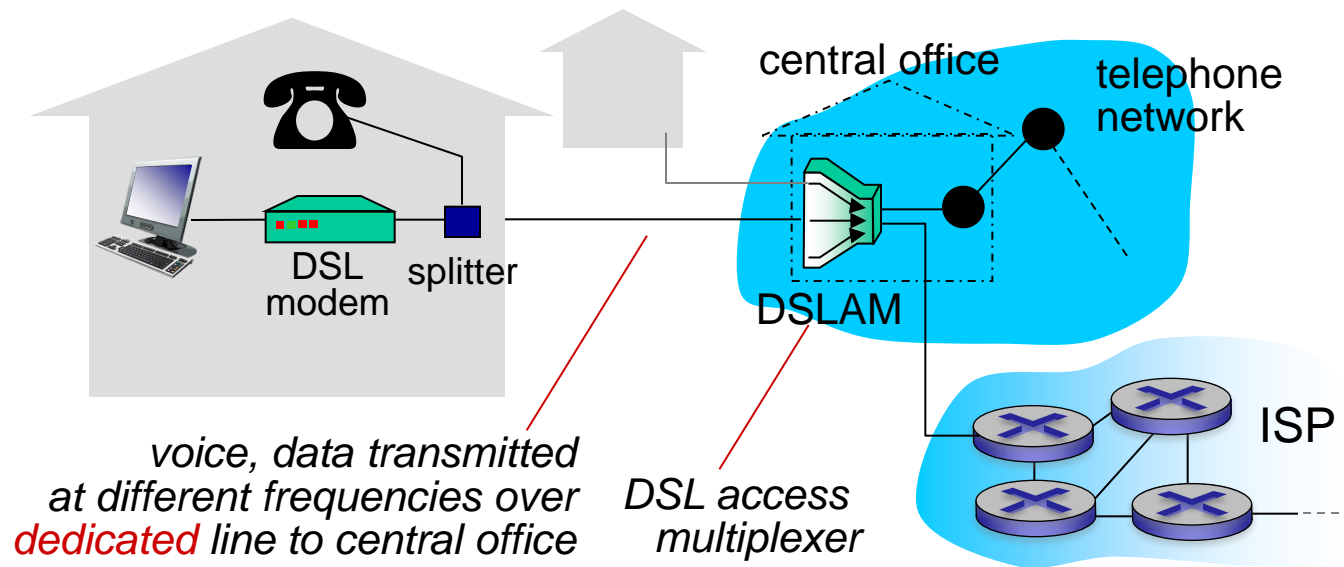 central office
telephone
network
DSL
modem
splitter
DSLAM
ISP
voice, data transmitted
at different frequencies over
dedicated line to central office
DSL access
multiplexer